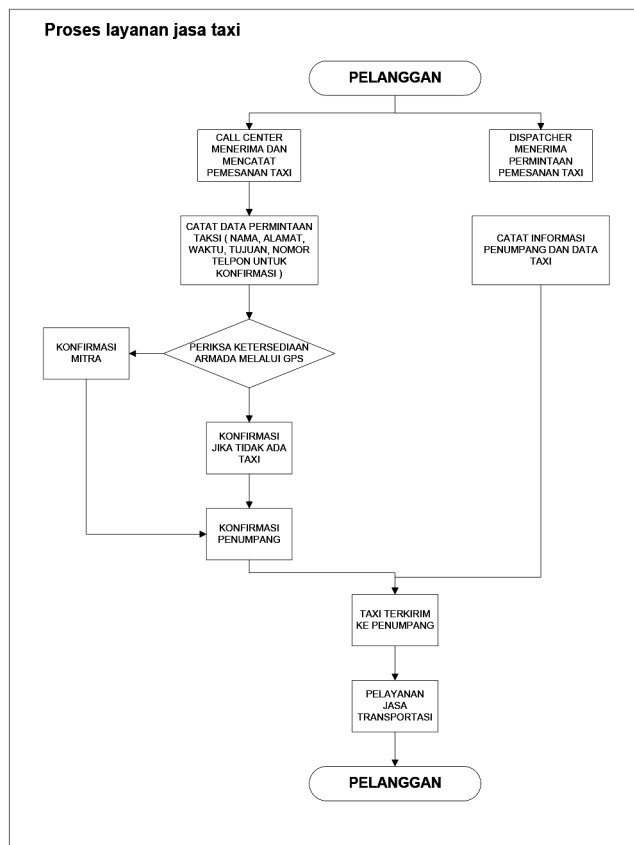 Proses layanan jasa taxi
PELANGGAN
CALL CENTER
MENERIMA DAN
MENCATAT
PEMESANAN TAXI
DISPATCHER
MENERIMA
PERMINTAAN
PEMESANAN TAXI
CATAT DATA PERMINTAAN
TAKSI ( NAMA, ALAMAT,
WAKTU, TUJUAN, NOMOR
TELPON UNTUK
KONFIRMASI )
CATAT INFORMASI
PENUMPANG DAN DATA
TAXI
KONFIRMASI
MITRA
PERIKSA KETERSEDIAAN
ARMADA MELALUI GPS
KONFIRMASI
JIKA TIDAK ADA
TAXI
KONFIRMASI
PENUMPANG
TAXI TERKIRIM
KE PENUMPANG
PELAYANAN
JASA
TRANSPORTASI
PELANGGAN